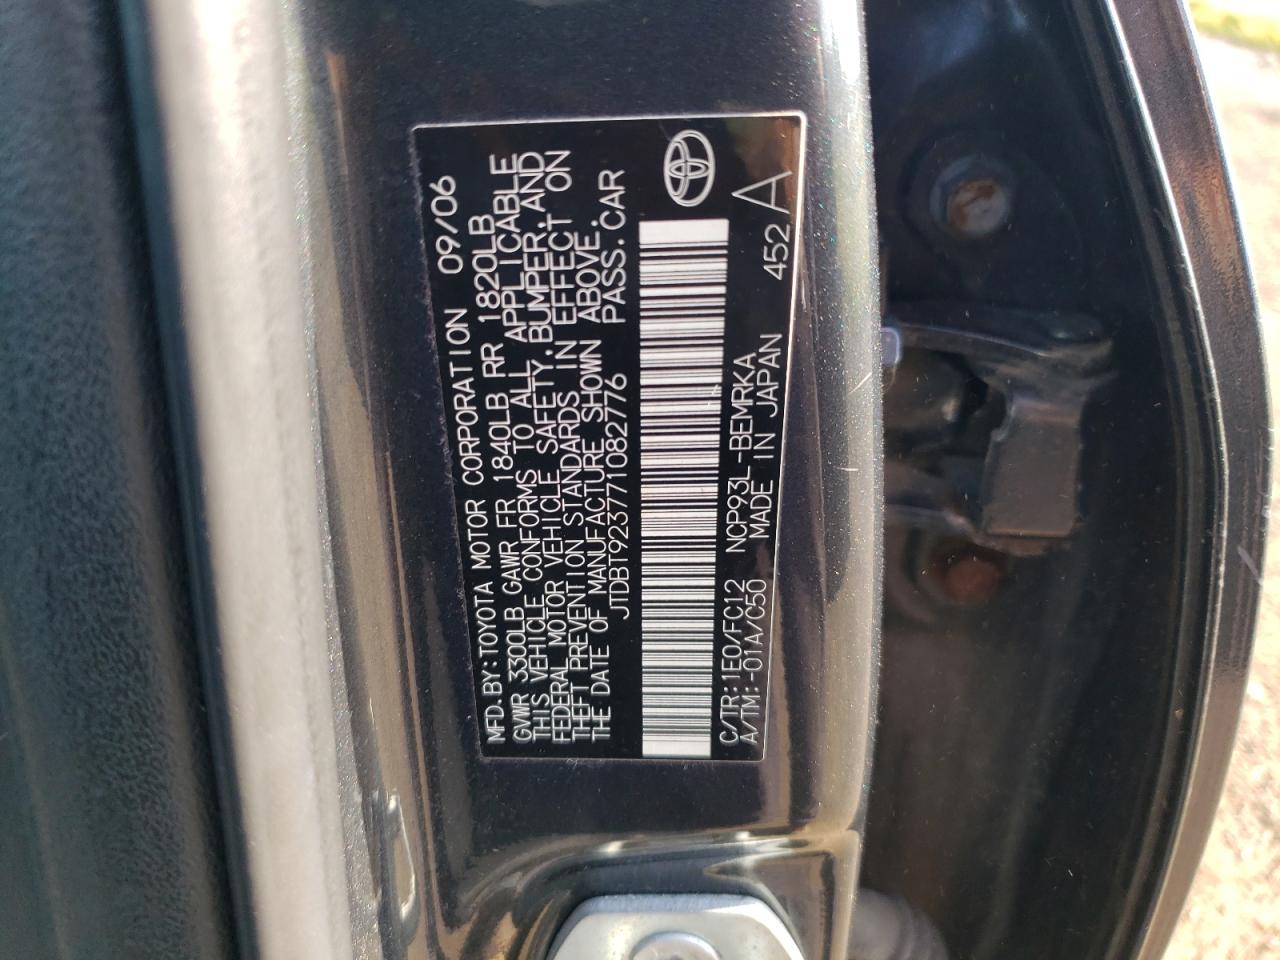 MFD.BY:TOYOTA MOTOR CORPORATION 09/06
GVWR 3300LB GAWR FR 1840LB RR 1820LB
THIS VEHICLE CONFORMS TO ALL APPLICABLE
FEDERAL MOTOR VEHICLE SAFETY.BUMPER,AND
THEFT PREVENTION STANDARDS IN EFFECT ON
THE DATE OF MANUFACTURE SHOWN ABOVE.
JTDBT923771082776 PASS.CAR
C/TR:1E0/FC12 NCP93L-BEMRKA 452
A/TM:-01A/C50 MADE IN JAPAN A